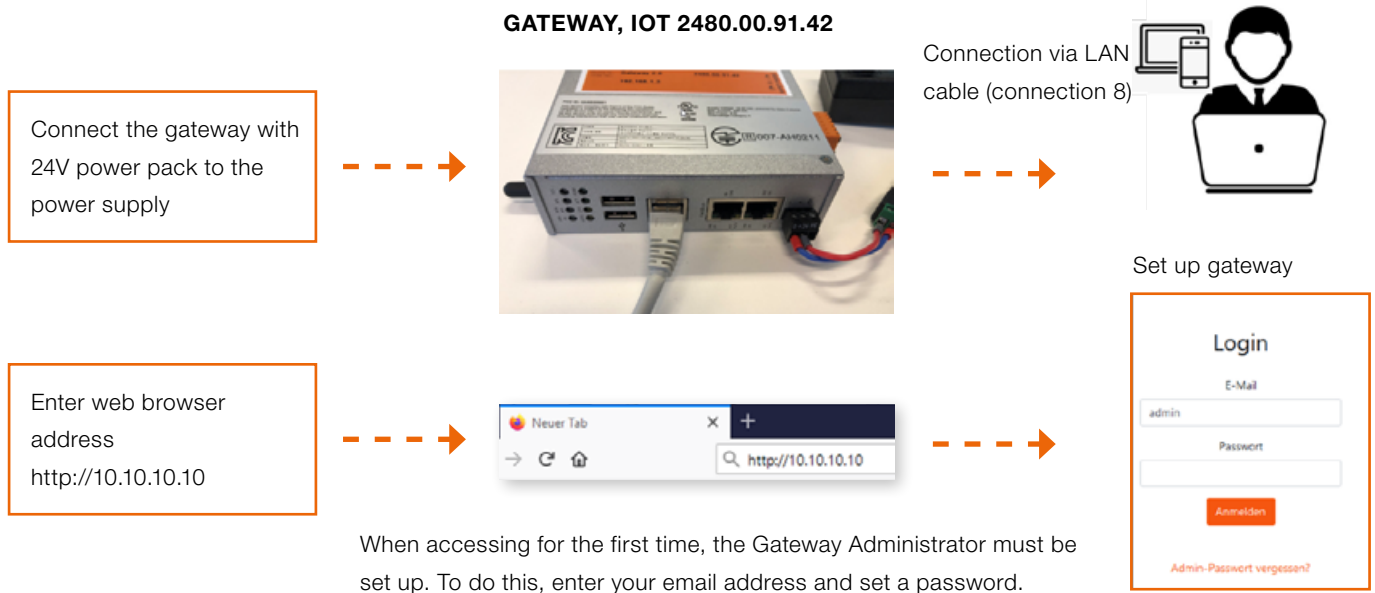 GATEWAY, IOT 2480.00.91.42
Connect the gateway with
24V power pack to the
power supply
007-AH0211
Connection via LAN
cable (connection 8)
Set up gateway
Enter web browser
address
http://10.10.10.10
Neuer Tab
http://10.10.10.10
Login
E-Mail
admin
Passwort
Anmelden
Admin-Passwort vergessen?
When accessing for the first time, the Gateway Administrator must be
set up. To do this, enter your email address and set a password.